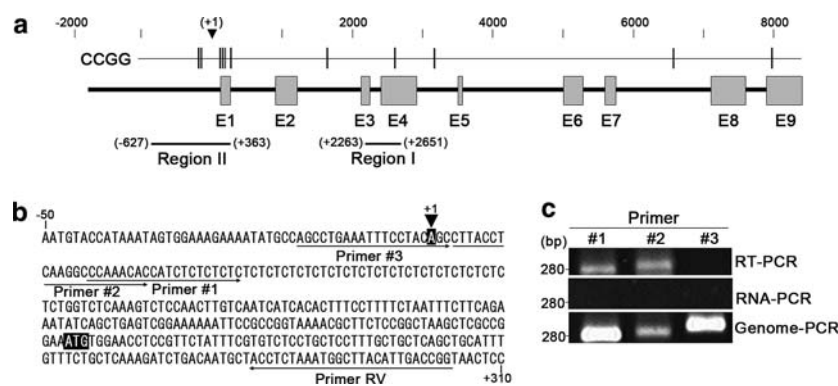 a
-2000 (+1) 2000 4000 6000 8000
CCGG
E1 E2 E3 E4 E5 E6 E7 E8 E9
(-627) (+363) (+2263) (+2651)
Region II Region I
b
-50 +1
AATGTACCATAAATAGTGGAAAGAAAATATGCCAGCCTGAAATTTCCTACAGCCTTACCT
Primer #3
CAAGGCCCAAACACCATCTCTCTCTCTCTCTCTCTCTCTCTCTCTCTCTCTCTCTCTCTC
Primer #2 Primer #1
TCTGGTCTCAAAGTCTCCAACTTGTCAATCATCACACTTTCCTTTTCTAATTTCTTCAGA
AATATCAGCTGAGTCGGAAAAAATTCGCCGGTAAAACGCTTCTCCGGCTAAGCTCGCCG
GAAATGTGGAACCTCCGTTCTATTTCGTGTCTCCTGCTCCTTTGCTGCTCAGCTGCATTT
GTTTCTGCTCAAAGATCTGACAATGCTACCTCTAAATGGCTTACATTGACCGGTAACTCC
Primer RV +310
c
Primer
(bp) #1 #2 #3
280 RT-PCR
280 RNA-PCR
280 Genome-PCR